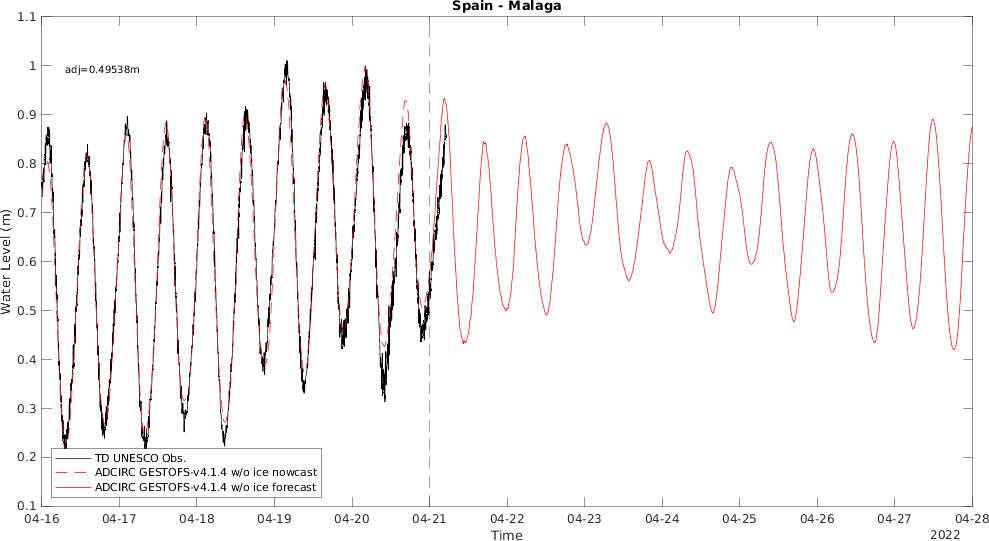 Spain - Malaga
1.1
1
0.9
0.8
0.7
0.6
0.5
0.4
0.3
0.2
0.1
Water Level (m)
adj=0.49538m
TD UNESCO Obs.
ADCIRC GESTOFS-v4.1.4 w/o ice nowcast
ADCIRC GESTOFS-v4.1.4 w/o ice forecast
04-16 04-17 04-18 04-19 04-20 04-21 04-22 04-23 04-24 04-25 04-26 04-27 04-28
Time
2022